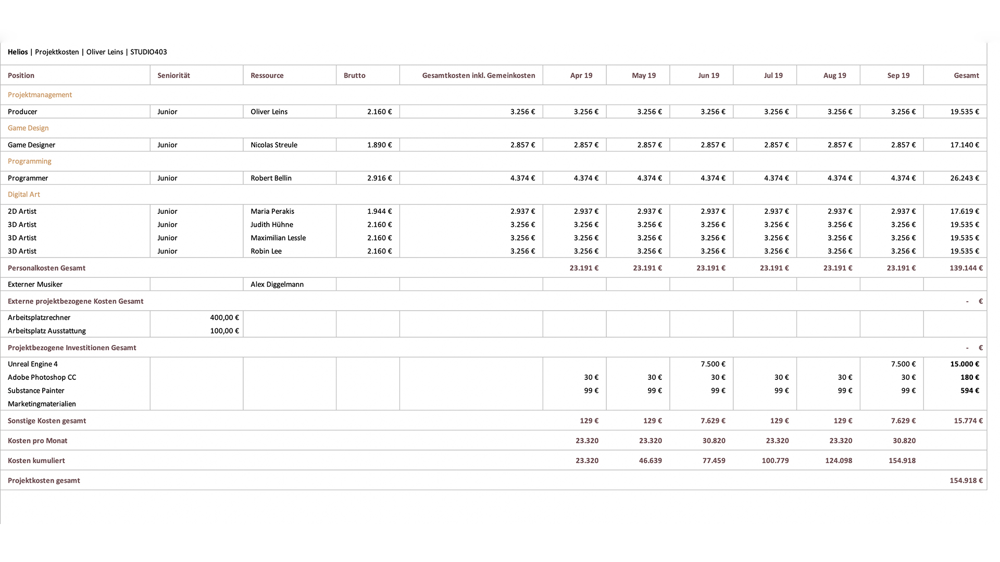 Helios | Projektkosten | Oliver Leins | STUDIO403
Position Seniorität Ressource Brutto Gesamtkosten inkl. Gemeinkosten Apr 19 May 19 Jun 19 Jul 19 Aug 19 Sep 19 Gesamt
Projektmanagement
Producer Junior Oliver Leins 2.160 € 3.256 € 3.256 € 3.256 € 3.256 € 3.256 € 3.256 € 3.256 € 19.535 €
Game Design
Game Designer Junior Nicolas Streule 1.890 € 2.857 € 2.857 € 2.857 € 2.857 € 2.857 € 2.857 € 2.857 € 17.140 €
Programming
Programmer Junior Robert Bellin 2.916 € 4.374 € 4.374 € 4.374 € 4.374 € 4.374 € 4.374 € 4.374 € 26.243 €
Digital Art
2D Artist Junior Maria Perakis 1.944 € 2.937 € 2.937 € 2.937 € 2.937 € 2.937 € 2.937 € 2.937 € 17.619 €
3D Artist Junior Judith Hühne 2.160 € 3.256 € 3.256 € 3.256 € 3.256 € 3.256 € 3.256 € 3.256 € 19.535 €
3D Artist Junior Maximilian Lessle 2.160 € 3.256 € 3.256 € 3.256 € 3.256 € 3.256 € 3.256 € 3.256 € 19.535 €
3D Artist Junior Robin Lee 2.160 € 3.256 € 3.256 € 3.256 € 3.256 € 3.256 € 3.256 € 3.256 € 19.535 €
Personalkosten Gesamt 23.191 € 23.191 € 23.191 € 23.191 € 23.191 € 23.191 € 139.144 €
Externer Musiker Alex Diggelmann
Externe projektbezogene Kosten Gesamt - €
Arbeitsplatzrechner 400,00 €
Arbeitsplatz Ausstattung 100,00 €
Projektbezogene Investitionen Gesamt - €
Unreal Engine 4 7.500 € 7.500 € 15.000 €
Adobe Photoshop CC 30 € 30 € 30 € 30 € 30 € 30 € 180 €
Substance Painter 99 € 99 € 99 € 99 € 99 € 99 € 594 €
Marketingmaterialien
Sonstige Kosten gesamt 129 € 129 € 7.629 € 129 € 129 € 7.629 € 15.774 €
Kosten pro Monat 23.320 23.320 30.820 23.320 23.320 30.820
Kosten kumuliert 23.320 46.639 77.459 100.779 124.098 154.918
Projektkosten gesamt 154.918 €